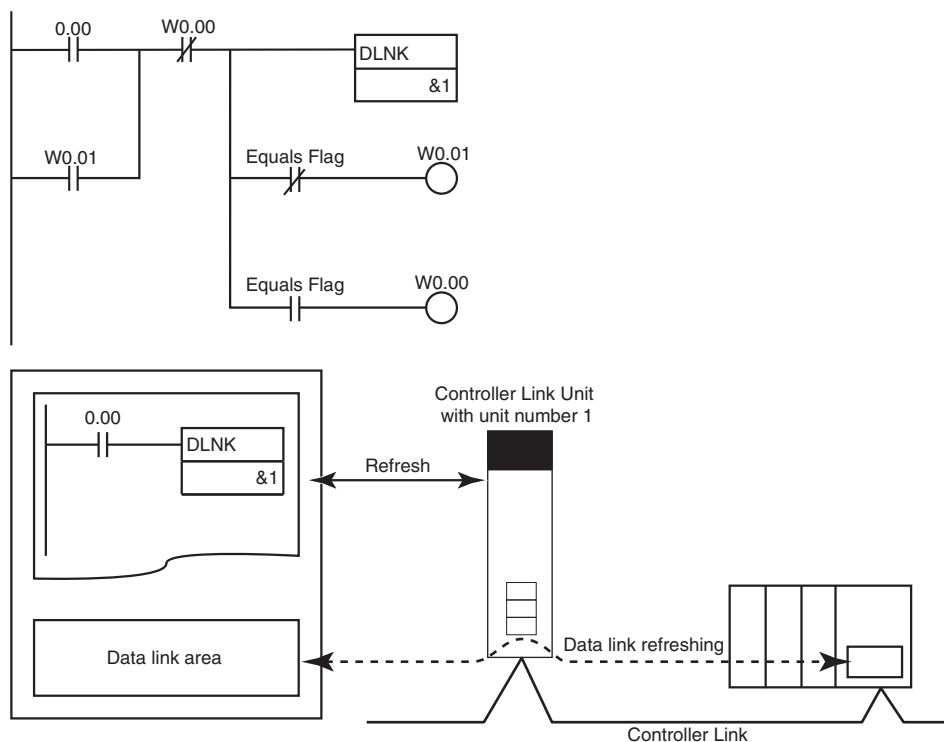 0.00
W0.00
DLNK
&1
W0.01
Equals Flag
W0.01
Equals Flag
W0.00
Controller Link Unit
with unit number 1
0.00
DLNK
&1
Refresh
Data link area
Data link refreshing
Controller Link